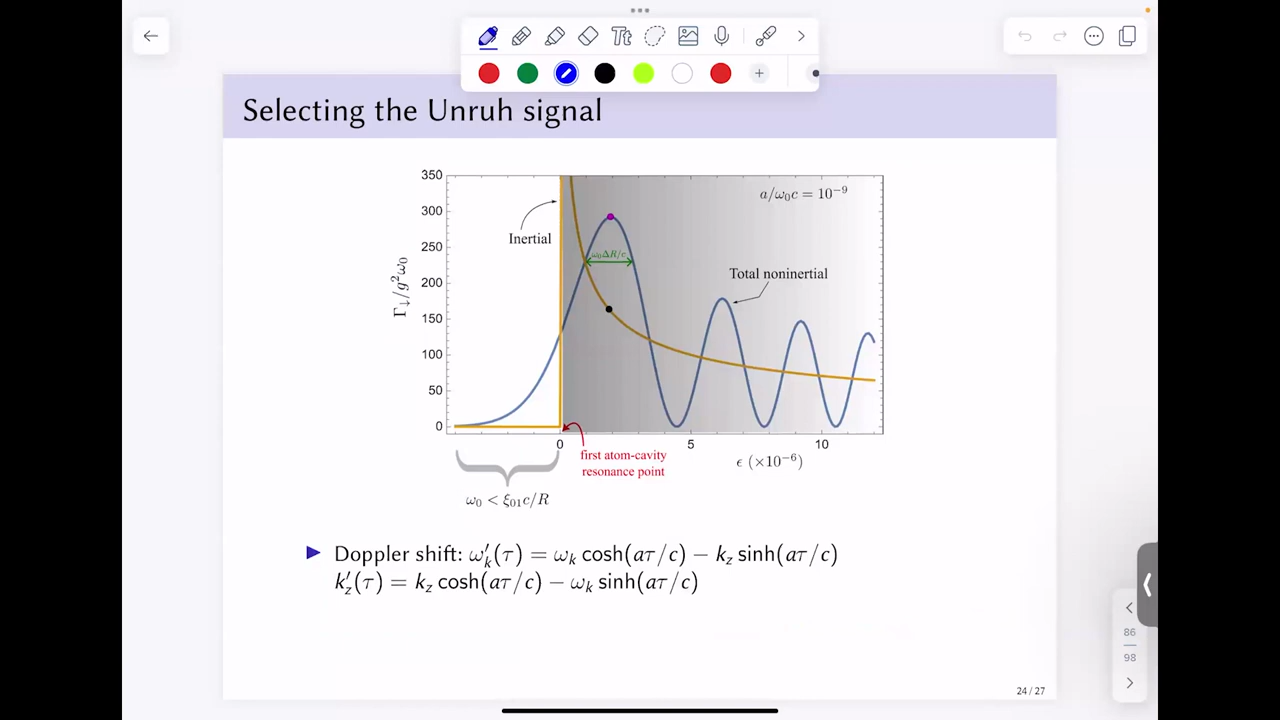 Tt
Selecting the Unruh signal
350
300
250
200
150
100
50
0
Γ↓/g²ω₀
a/ω₀c = 10⁻⁹
Inertial
ω₀ΔR/c
Total noninertial
0
5
10
first atom-cavity
resonance point
ϵ (×10⁻⁶)
ω₀ < ξ₀₁c/R
▶ Doppler shift: ω′ₖ(τ) = ωₖ cosh(aτ/c) − k_z sinh(aτ/c)
k′_z(τ) = k_z cosh(aτ/c) − ωₖ sinh(aτ/c)
86
98
24 / 27